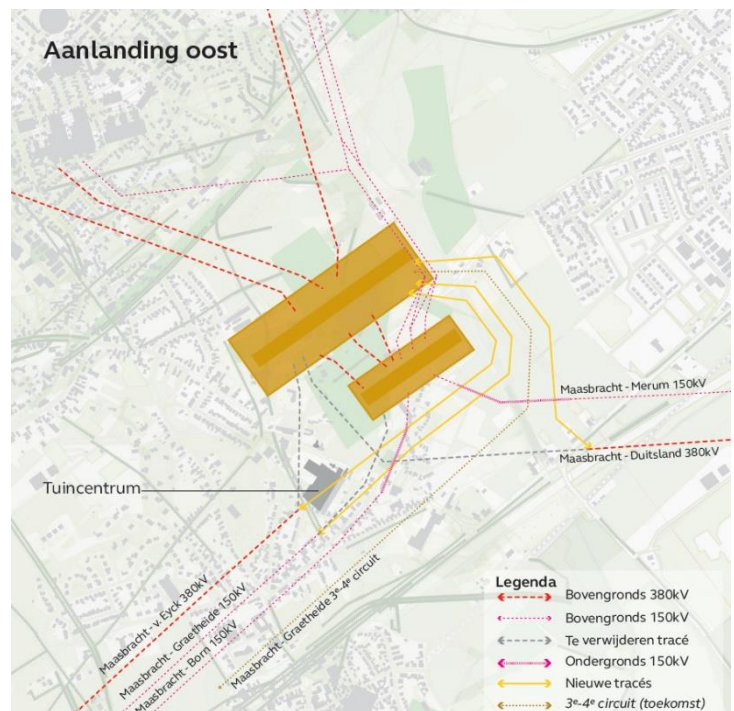 Aanlanding oost
Maasbracht - Merum 150kV
Maasbracht - Duitsland 380kV
Tuincentrum
Maasbracht - v. Eyck 380kV
Maasbracht - Graetheide 150kV
Maasbracht - Born 150kV
Maasbracht - Graetheide 3e-4e circuit
Legenda
Bovengronds 380kV
Bovengronds 150kV
Te verwijderen tracé
Ondergronds 150kV
Nieuwe tracés
3e-4e circuit (toekomst)